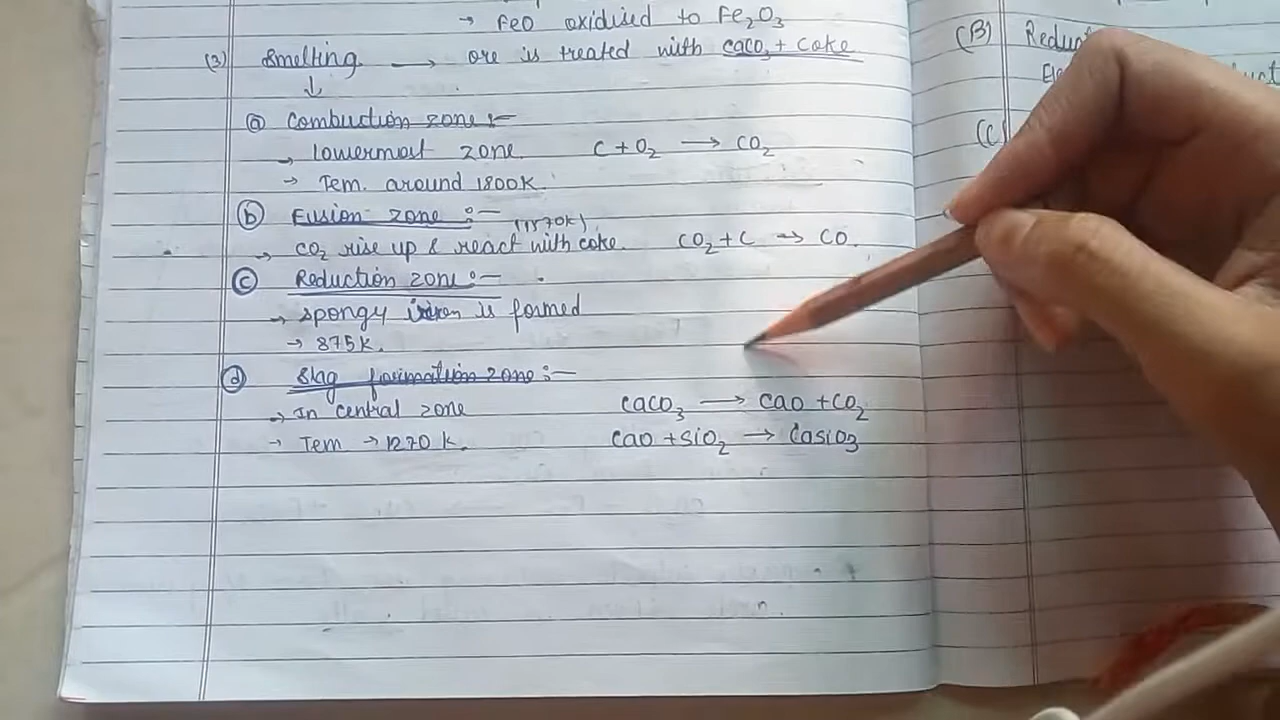 → FeO oxidised to Fe₂O₃
(3) Smelting → ore is treated with CaCO₃ + coke
↓
(a) Combuction zone :-
→ lowermost zone. C + O₂ → CO₂
→ Tem. around 1800K.
(b) Fusion zone :- (1570K)
→ CO₂ rise up & react with coke. CO₂ + C → CO.
(c) Reduction zone :-
→ spongy iron is formed
→ 875K.
(d) Slag formation zone :-
→ In central zone CaCO₃ → CaO + CO₂
→ Tem → 1270 K. CaO + SiO₂ → CaSiO₃
(B)
(C)